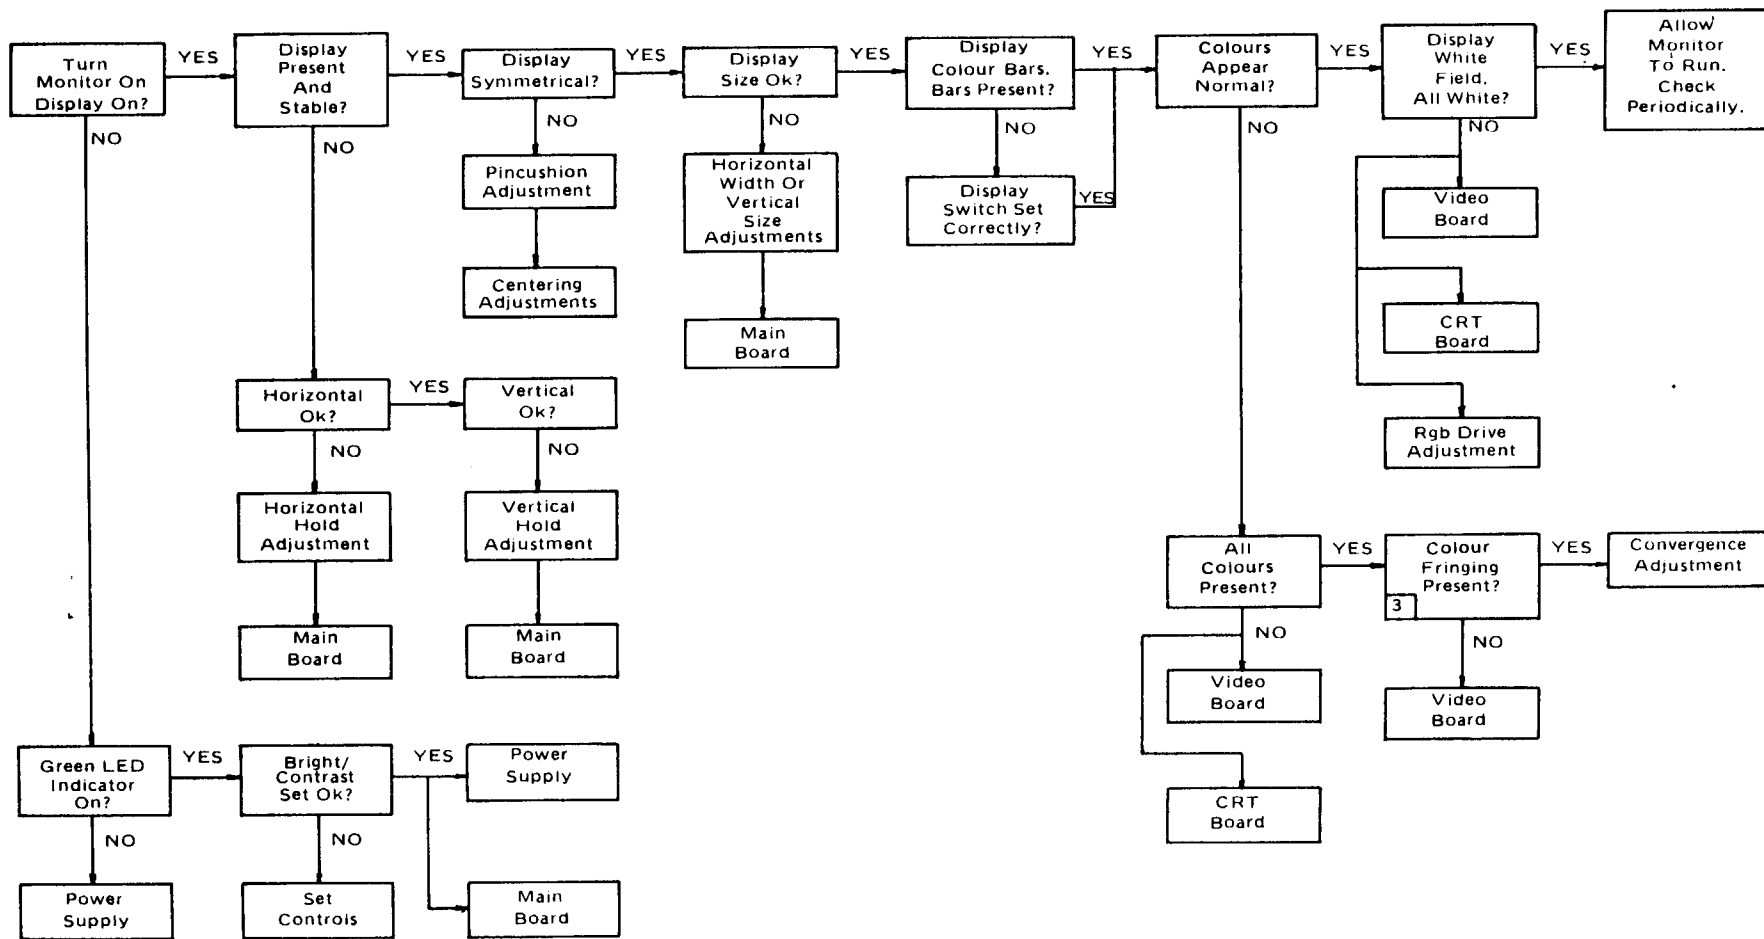 Turn
Monitor On
Display On?
YES
NO
Display
Present
And
Stable?
YES
NO
Display
Symmetrical?
YES
NO
Pincushion
Adjustment
Centering
Adjustments
Display
Size Ok?
YES
NO
Horizontal
Width Or
Vertical
Size
Adjustments
Main
Board
Display
Colour Bars.
Bars Present?
YES
NO
Display
Switch Set
Correctly?
YES
Colours
Appear
Normal?
YES
NO
Display
White
Field.
All White?
YES
NO
Allow
Monitor
To Run.
Check
Periodically.
Video
Board
CRT
Board
Rgb Drive
Adjustment
Horizontal
Ok?
YES
NO
Vertical
Ok?
NO
Horizontal
Hold
Adjustment
Vertical
Hold
Adjustment
Main
Board
Main
Board
All
Colours
Present?
YES
NO
Colour
Fringing
Present?
3
YES
NO
Convergence
Adjustment
Video
Board
Video
Board
CRT
Board
Green LED
Indicator
On?
YES
NO
Bright/
Contrast
Set Ok?
YES
NO
Power
Supply
Power
Supply
Set
Controls
Main
Board